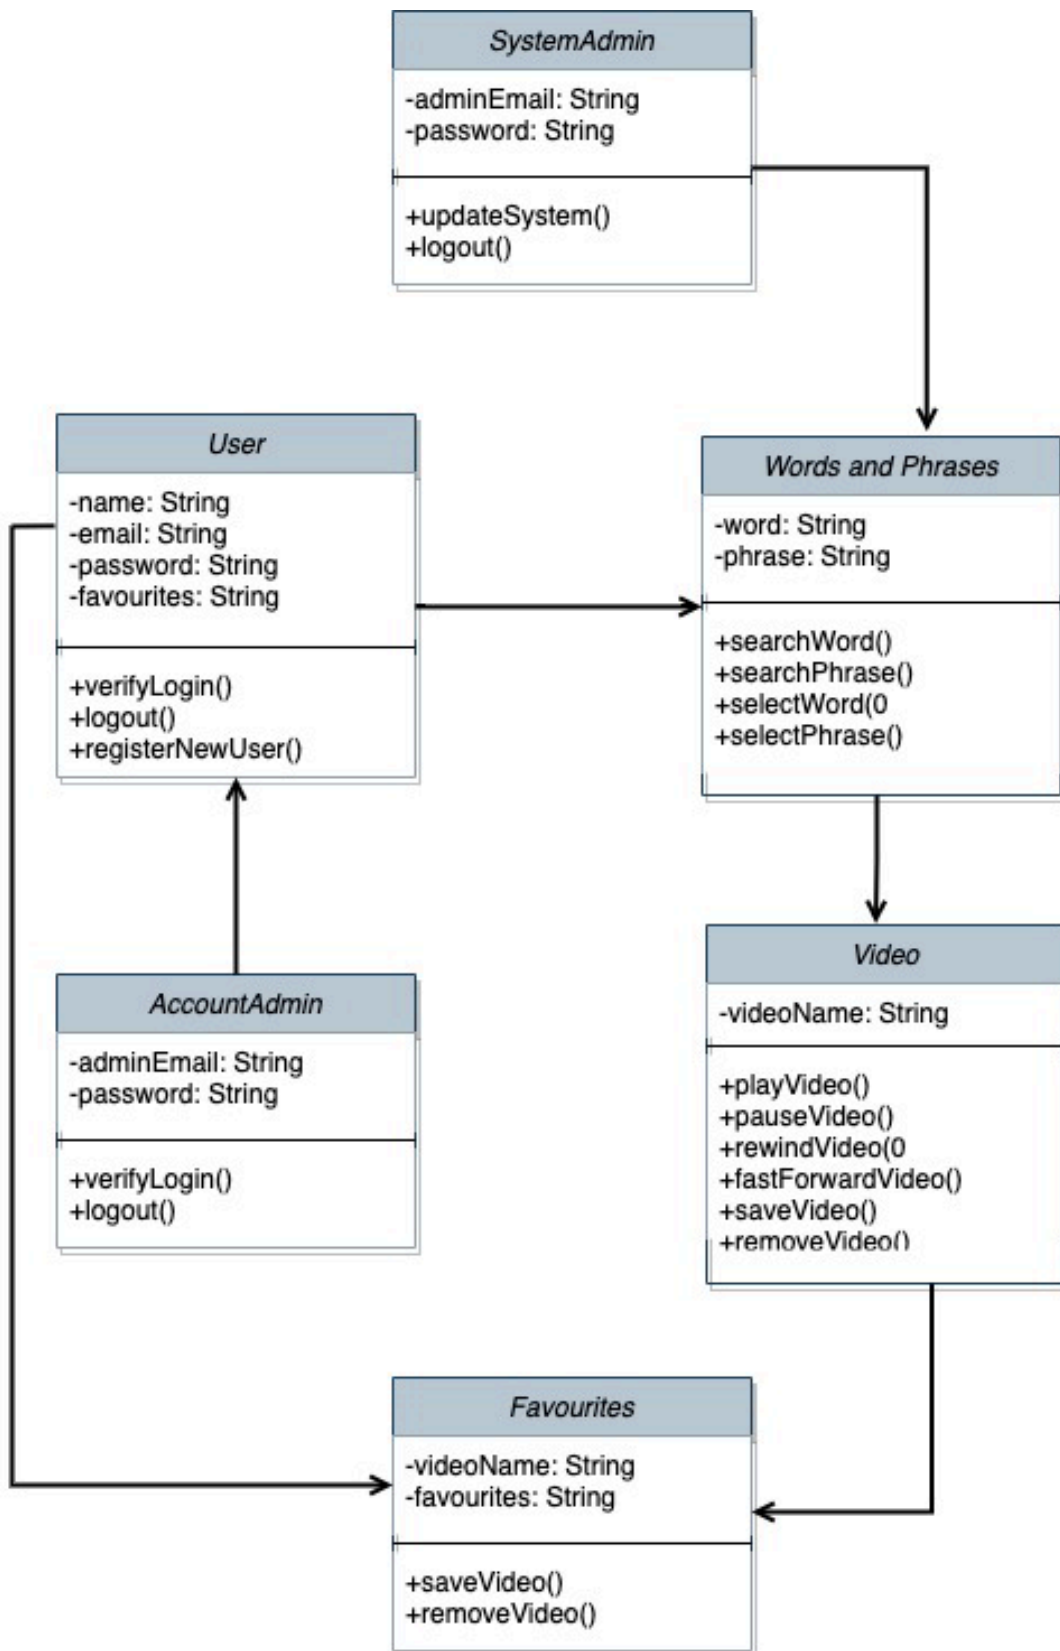 SystemAdmin
-adminEmail: String
-password: String
+updateSystem()
+logout()
User
-name: String
-email: String
-password: String
-favourites: String
+verifyLogin()
+logout()
+registerNewUser()
Words and Phrases
-word: String
-phrase: String
+searchWord()
+searchPhrase()
+selectWord(0
+selectPhrase()
AccountAdmin
-adminEmail: String
-password: String
+verifyLogin()
+logout()
Video
-videoName: String
+playVideo()
+pauseVideo()
+rewindVideo(0
+fastForwardVideo()
+saveVideo()
+removeVideo()
Favourites
-videoName: String
-favourites: String
+saveVideo()
+removeVideo()